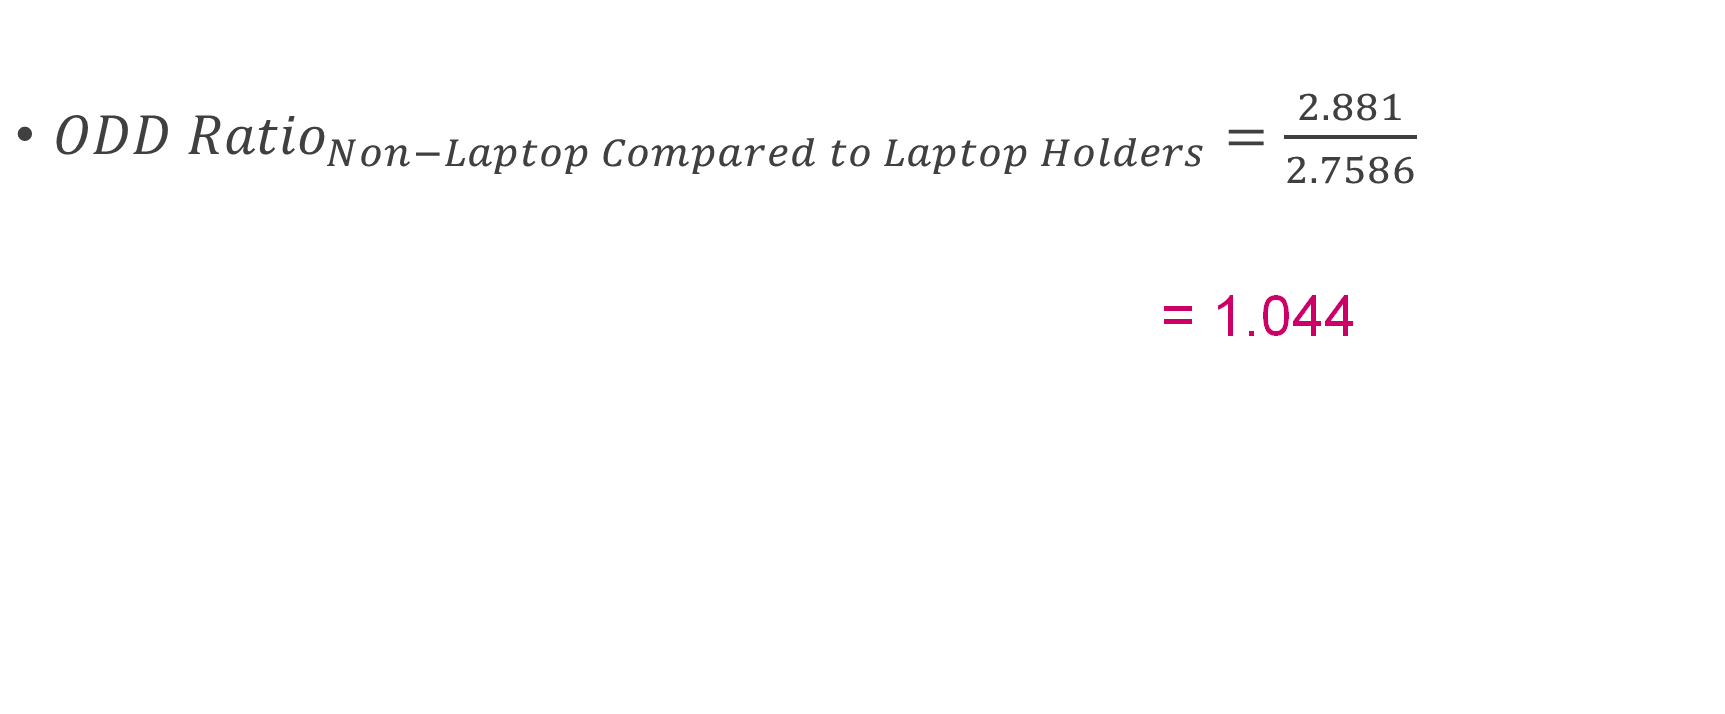 • ODD Ratio Non−Laptop Compared to Laptop Holders = 2.881 / 2.7586
= 1.044